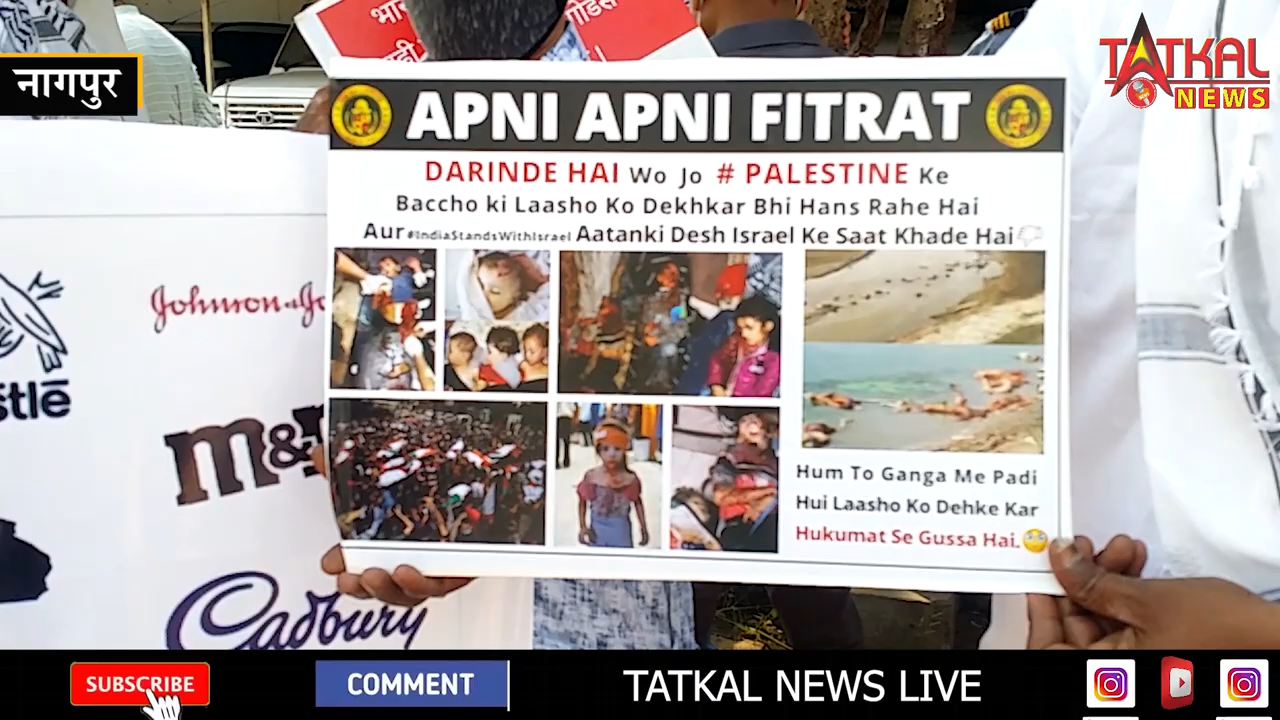 नागपुर
TATKAL
NEWS
APNI APNI FITRAT
DARINDE HAI Wo Jo # PALESTINE Ke
Baccho ki Laasho Ko Dekhkar Bhi Hans Rahe Hai
Aur #IndiaStandsWithIsrael Aatanki Desh Israel Ke Saat Khade Hai
Hum To Ganga Me Padi
Hui Laasho Ko Dehke Kar
Hukumat Se Gussa Hai.
Johnson & Jo
stlē
m&
Cadbury
SUBSCRIBE
COMMENT
TATKAL NEWS LIVE